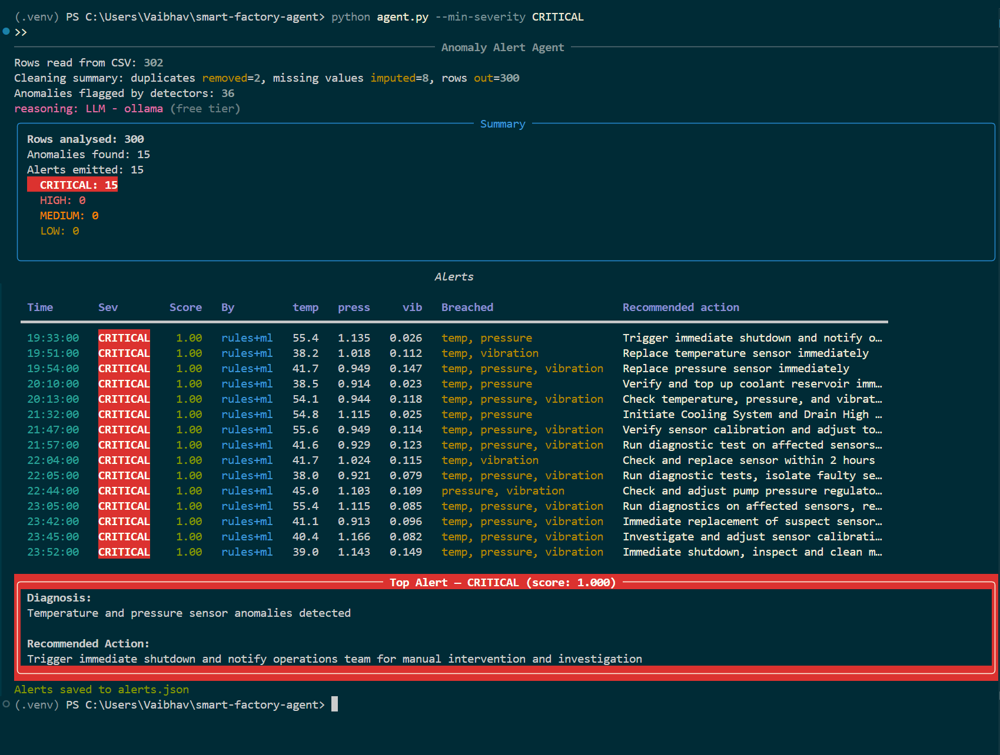 (.venv) PS C:\Users\Vaibhav\smart-factory-agent> python agent.py --min-severity CRITICAL
>>
Anomaly Alert Agent
Rows read from CSV: 302
Cleaning summary: duplicates removed=2, missing values imputed=8, rows out=300
Anomalies flagged by detectors: 36
reasoning: LLM - ollama (free tier)
Summary
Rows analysed: 300
Anomalies found: 15
Alerts emitted: 15
CRITICAL: 15
HIGH: 0
MEDIUM: 0
LOW: 0
Alerts
Time Sev Score By temp press vib Breached Recommended action
19:33:00 CRITICAL 1.00 rules+ml 55.4 1.135 0.026 temp, pressure Trigger immediate shutdown and notify o…
19:51:00 CRITICAL 1.00 rules+ml 38.2 1.018 0.112 temp, vibration Replace temperature sensor immediately
19:54:00 CRITICAL 1.00 rules+ml 41.7 0.949 0.147 temp, pressure, vibration Replace pressure sensor immediately
20:10:00 CRITICAL 1.00 rules+ml 38.5 0.914 0.023 temp, pressure Verify and top up coolant reservoir imm…
20:13:00 CRITICAL 1.00 rules+ml 54.1 0.944 0.118 temp, pressure, vibration Check temperature, pressure, and vibrat…
21:32:00 CRITICAL 1.00 rules+ml 54.8 1.115 0.025 temp, pressure Initiate Cooling System and Drain High …
21:47:00 CRITICAL 1.00 rules+ml 55.6 0.949 0.114 temp, pressure, vibration Verify sensor calibration and adjust to…
21:57:00 CRITICAL 1.00 rules+ml 41.6 0.929 0.123 temp, pressure, vibration Run diagnostic test on affected sensors…
22:04:00 CRITICAL 1.00 rules+ml 41.7 1.024 0.115 temp, vibration Check and replace sensor within 2 hours
22:05:00 CRITICAL 1.00 rules+ml 38.0 0.921 0.079 temp, pressure, vibration Run diagnostic tests, isolate faulty se…
22:44:00 CRITICAL 1.00 rules+ml 45.0 1.103 0.109 pressure, vibration Check and adjust pump pressure regulato…
23:05:00 CRITICAL 1.00 rules+ml 55.4 1.115 0.085 temp, pressure, vibration Run diagnostics on affected sensors, re…
23:42:00 CRITICAL 1.00 rules+ml 41.1 0.913 0.096 temp, pressure, vibration Immediate replacement of suspect sensor…
23:45:00 CRITICAL 1.00 rules+ml 40.4 1.166 0.082 temp, pressure, vibration Investigate and adjust sensor calibrati…
23:52:00 CRITICAL 1.00 rules+ml 39.0 1.143 0.149 temp, pressure, vibration Immediate shutdown, inspect and clean m…
Top Alert — CRITICAL (score: 1.000)
Diagnosis:
Temperature and pressure sensor anomalies detected
Recommended Action:
Trigger immediate shutdown and notify operations team for manual intervention and investigation
Alerts saved to alerts.json
(.venv) PS C:\Users\Vaibhav\smart-factory-agent>